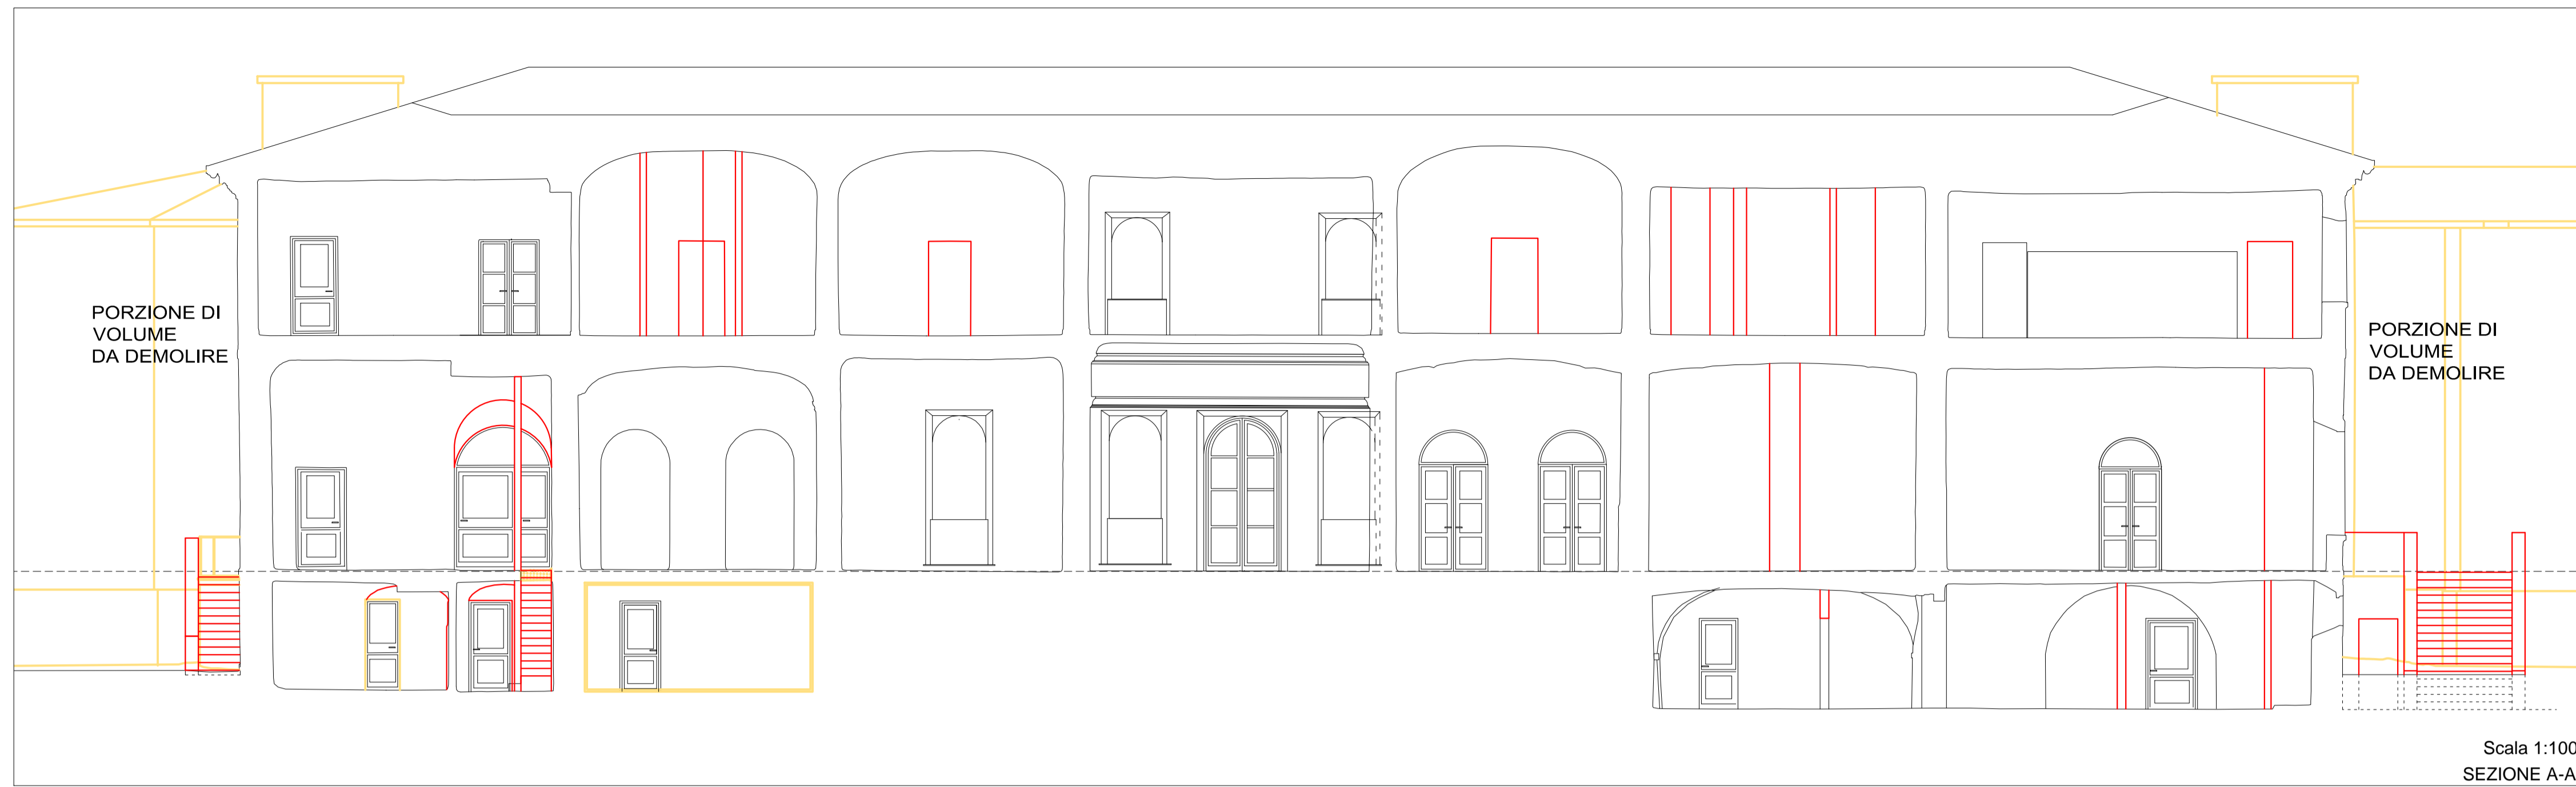 PORZIONE DI
VOLUME
DA DEMOLIRE
PORZIONE DI
VOLUME
DA DEMOLIRE
Scala 1:100
SEZIONE A-A